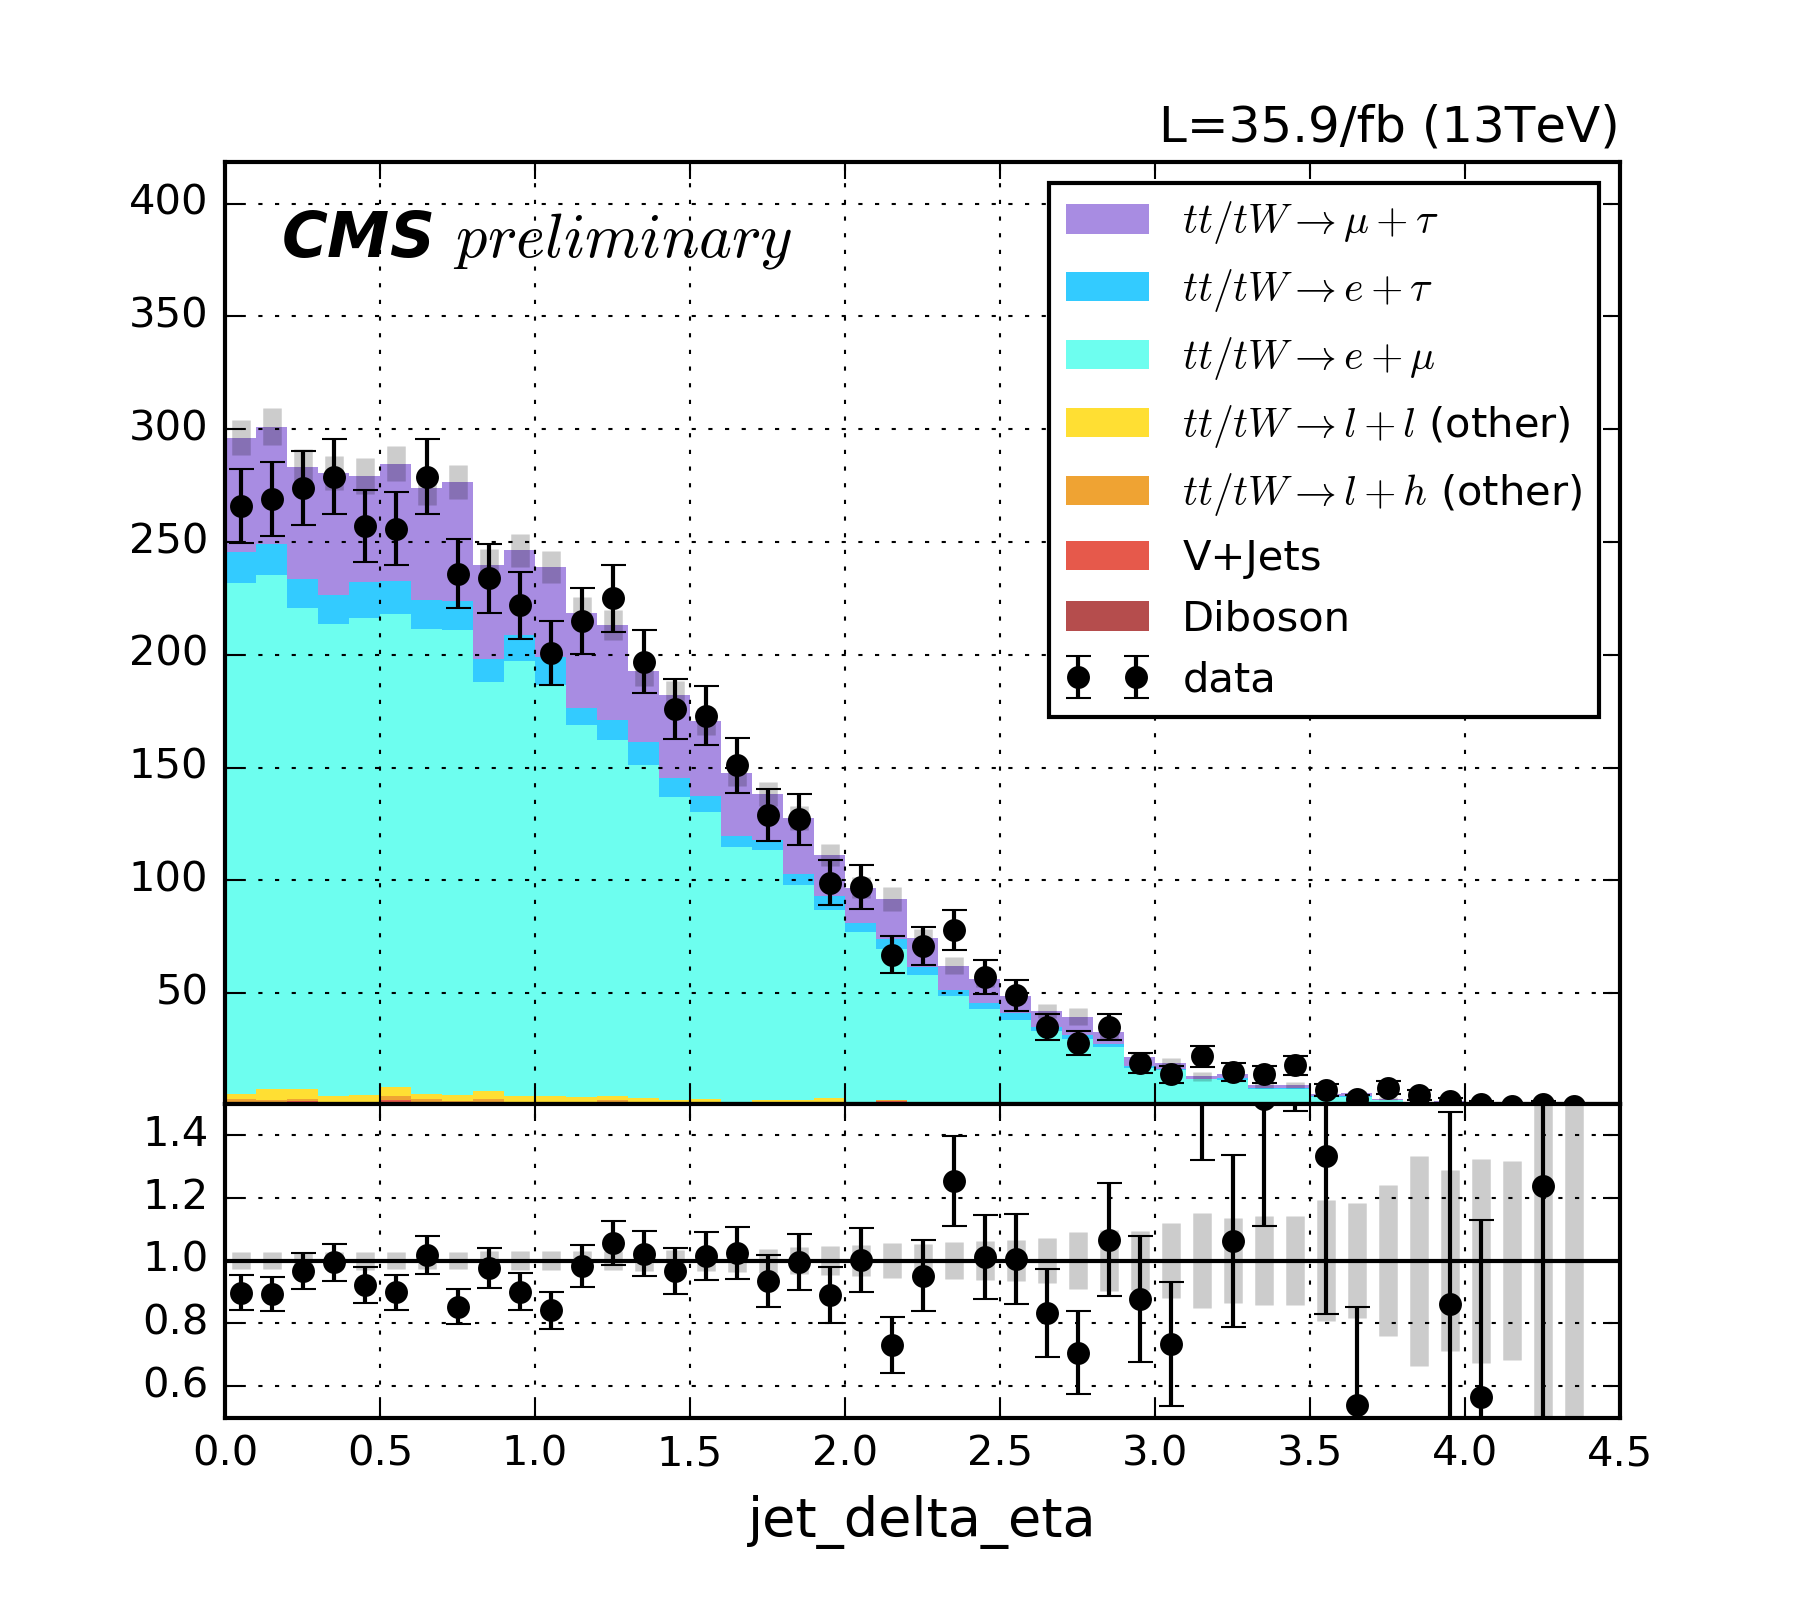 L=35.9/fb (13TeV)
CMS preliminary
400
350
300
250
200
150
100
50
tt/tW→μ+τ
tt/tW→e+τ
tt/tW→e+μ
tt/tW→l+l (other)
tt/tW→l+h (other)
V+Jets
Diboson
data
1.4
1.2
1.0
0.8
0.6
0.0 0.5 1.0 1.5 2.0 2.5 3.0 3.5 4.0 4.5
jet_delta_eta